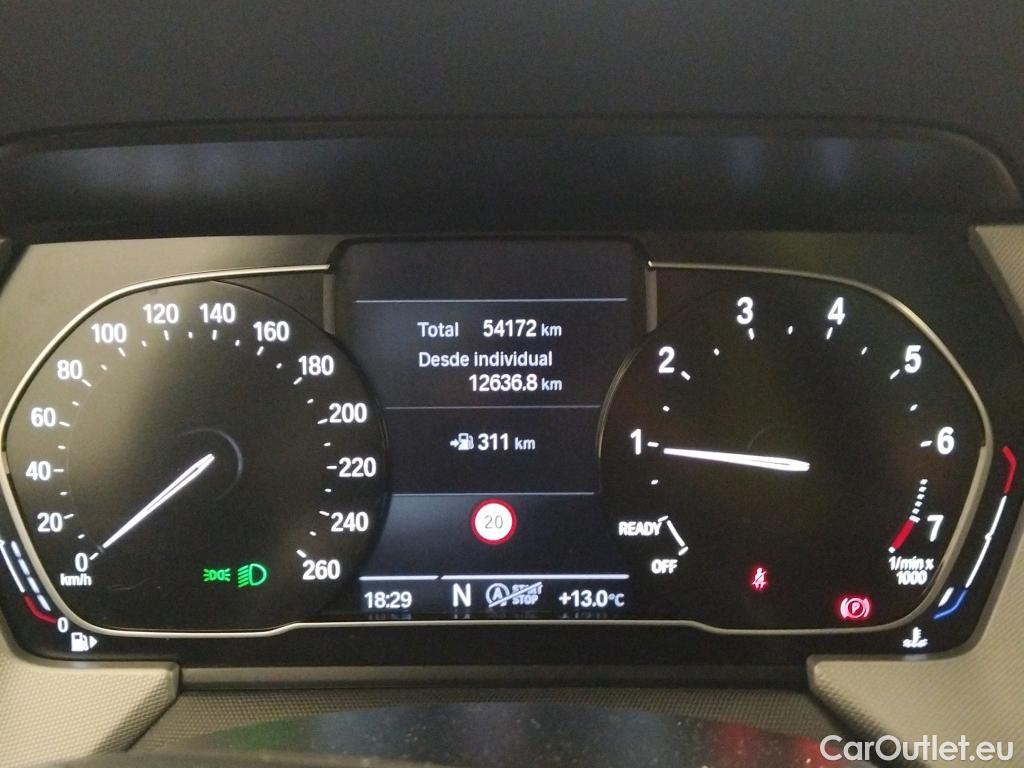 Total 54172 km
Desde individual
12636.8 km
311 km
20
18:29 N A START STOP +13.0°C
0 20 40 60 80 100 120 140 160 180 200 220 240 260
km/h
0
1 2 3 4 5 6 7
1/min x
1000
READY
OFF
P
CarOutlet.eu